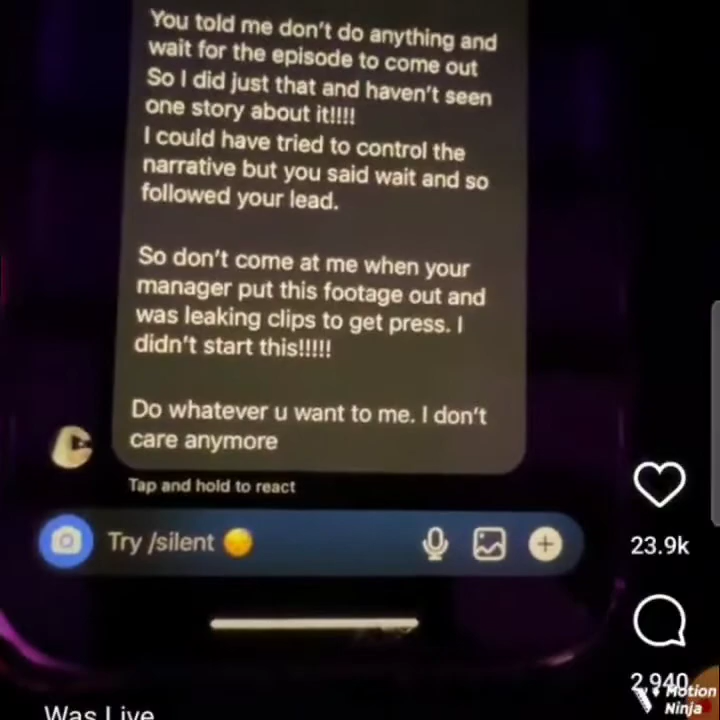 You told me don't do anything and
wait for the episode to come out
So I did just that and haven't seen
one story about it!!!!
I could have tried to control the
narrative but you said wait and so
followed your lead.
So don't come at me when your
manager put this footage out and
was leaking clips to get press. I
didn't start this!!!!!
Do whatever u want to me. I don't
care anymore
Tap and hold to react
Try /silent
23.9k
2,940
Was Live
Motion
Ninja